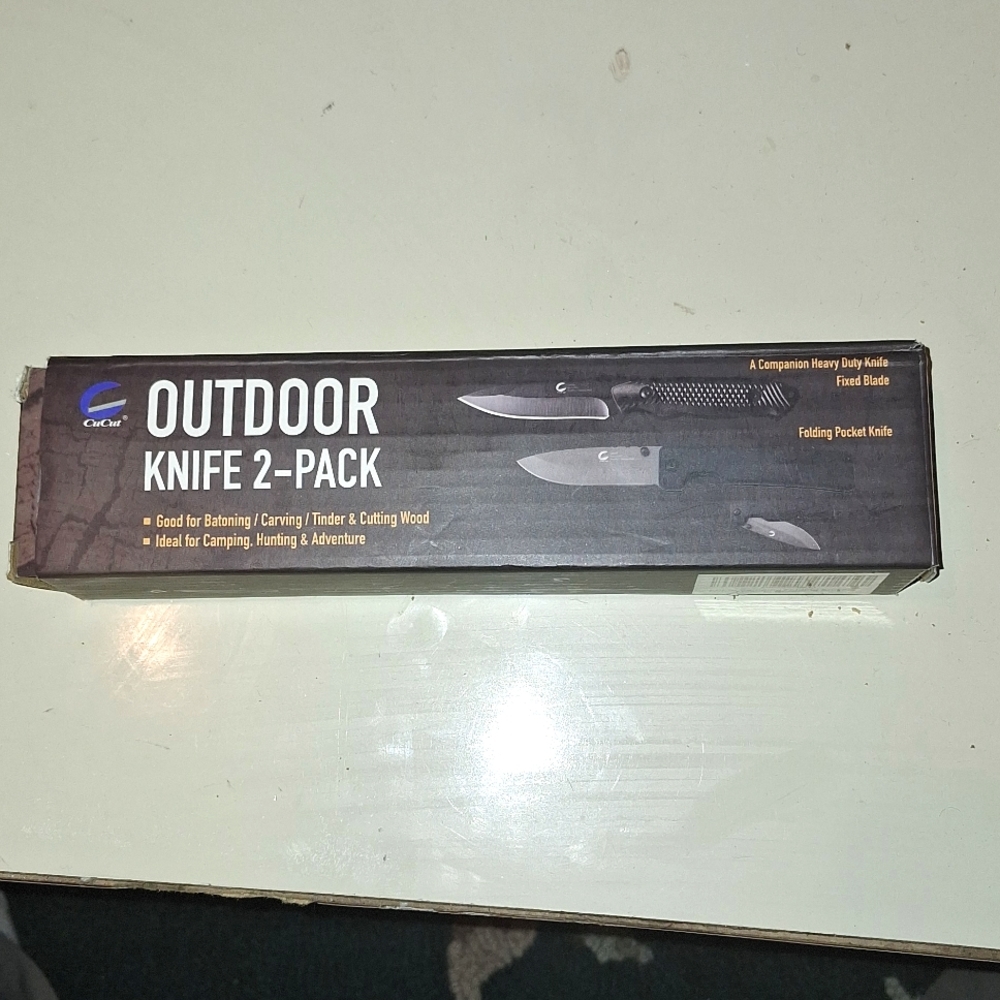 CuCut®
OUTDOOR
KNIFE 2-PACK
Good for Batoning / Carving / Tinder & Cutting Wood
Ideal for Camping, Hunting & Adventure
A Companion Heavy Duty Knife
Fixed Blade
Folding Pocket Knife